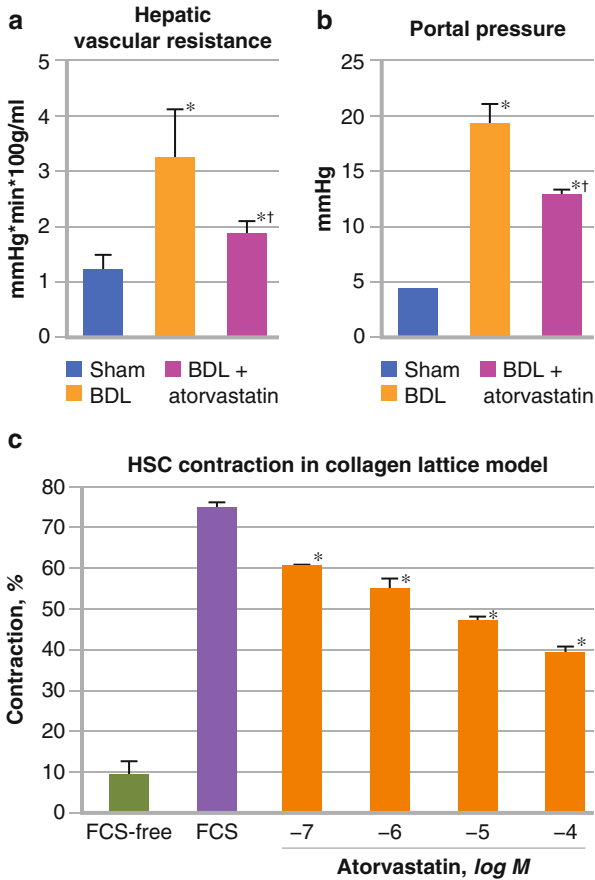 a
Hepatic
vascular resistance
mmHg*min*100g/ml
5
4
3
2
1
0
*
*†
Sham
BDL
BDL +
atorvastatin
b
Portal pressure
mmHg
25
20
15
10
5
0
*
*†
Sham
BDL
BDL +
atorvastatin
c
HSC contraction in collagen lattice model
Contraction, %
80
70
60
50
40
30
20
10
0
*
*
*
*
FCS-free FCS –7 –6 –5 –4
Atorvastatin, log M